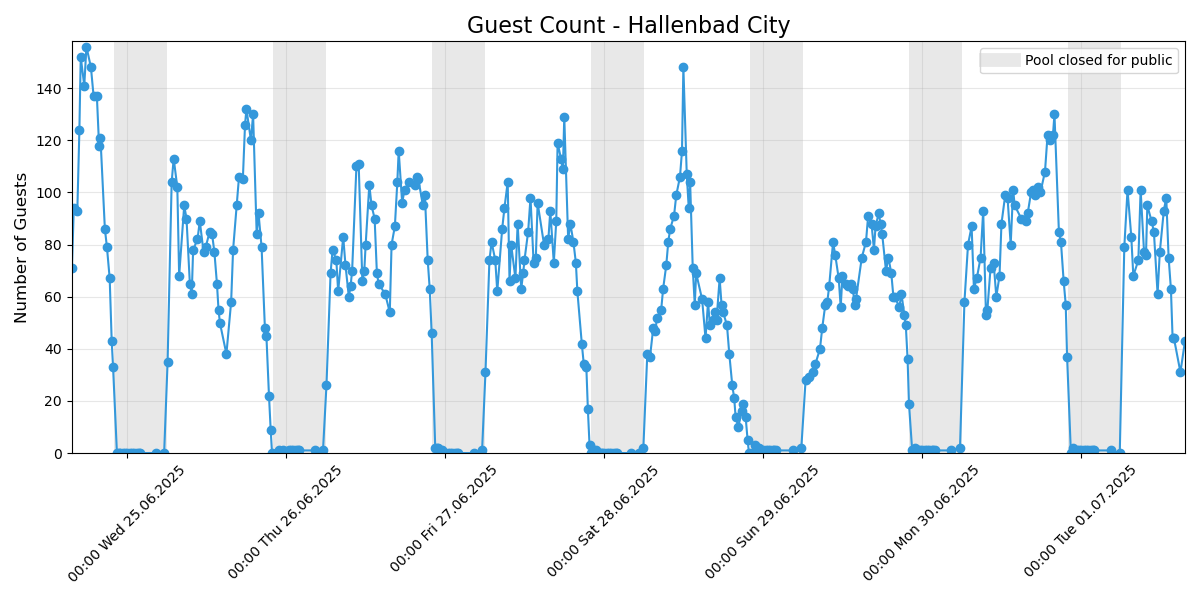 Guest Count - Hallenbad City
Pool closed for public
Number of Guests
140
120
100
80
60
40
20
0
00:00 Wed 25.06.2025
00:00 Thu 26.06.2025
00:00 Fri 27.06.2025
00:00 Sat 28.06.2025
00:00 Sun 29.06.2025
00:00 Mon 30.06.2025
00:00 Tue 01.07.2025